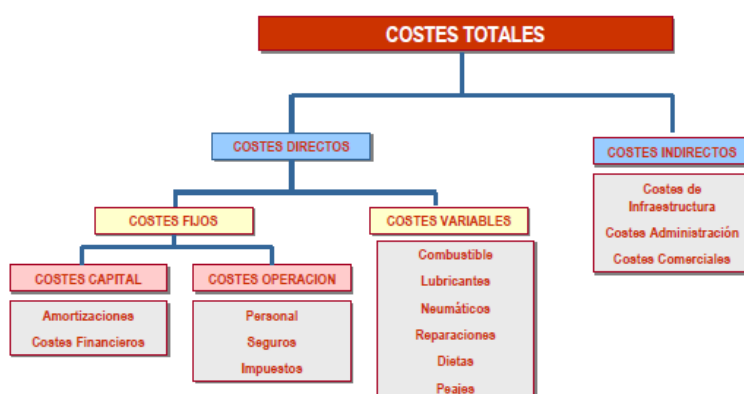 COSTES TOTALES
COSTES DIRECTOS
COSTES INDIRECTOS
Costes de
Infraestructura
Costes Administración
Costes Comerciales
COSTES FIJOS
COSTES VARIABLES
Combustible
Lubricantes
Neumáticos
Reparaciones
Dietas
Peajes
COSTES CAPITAL
Amortizaciones
Costes Financieros
COSTES OPERACION
Personal
Seguros
Impuestos